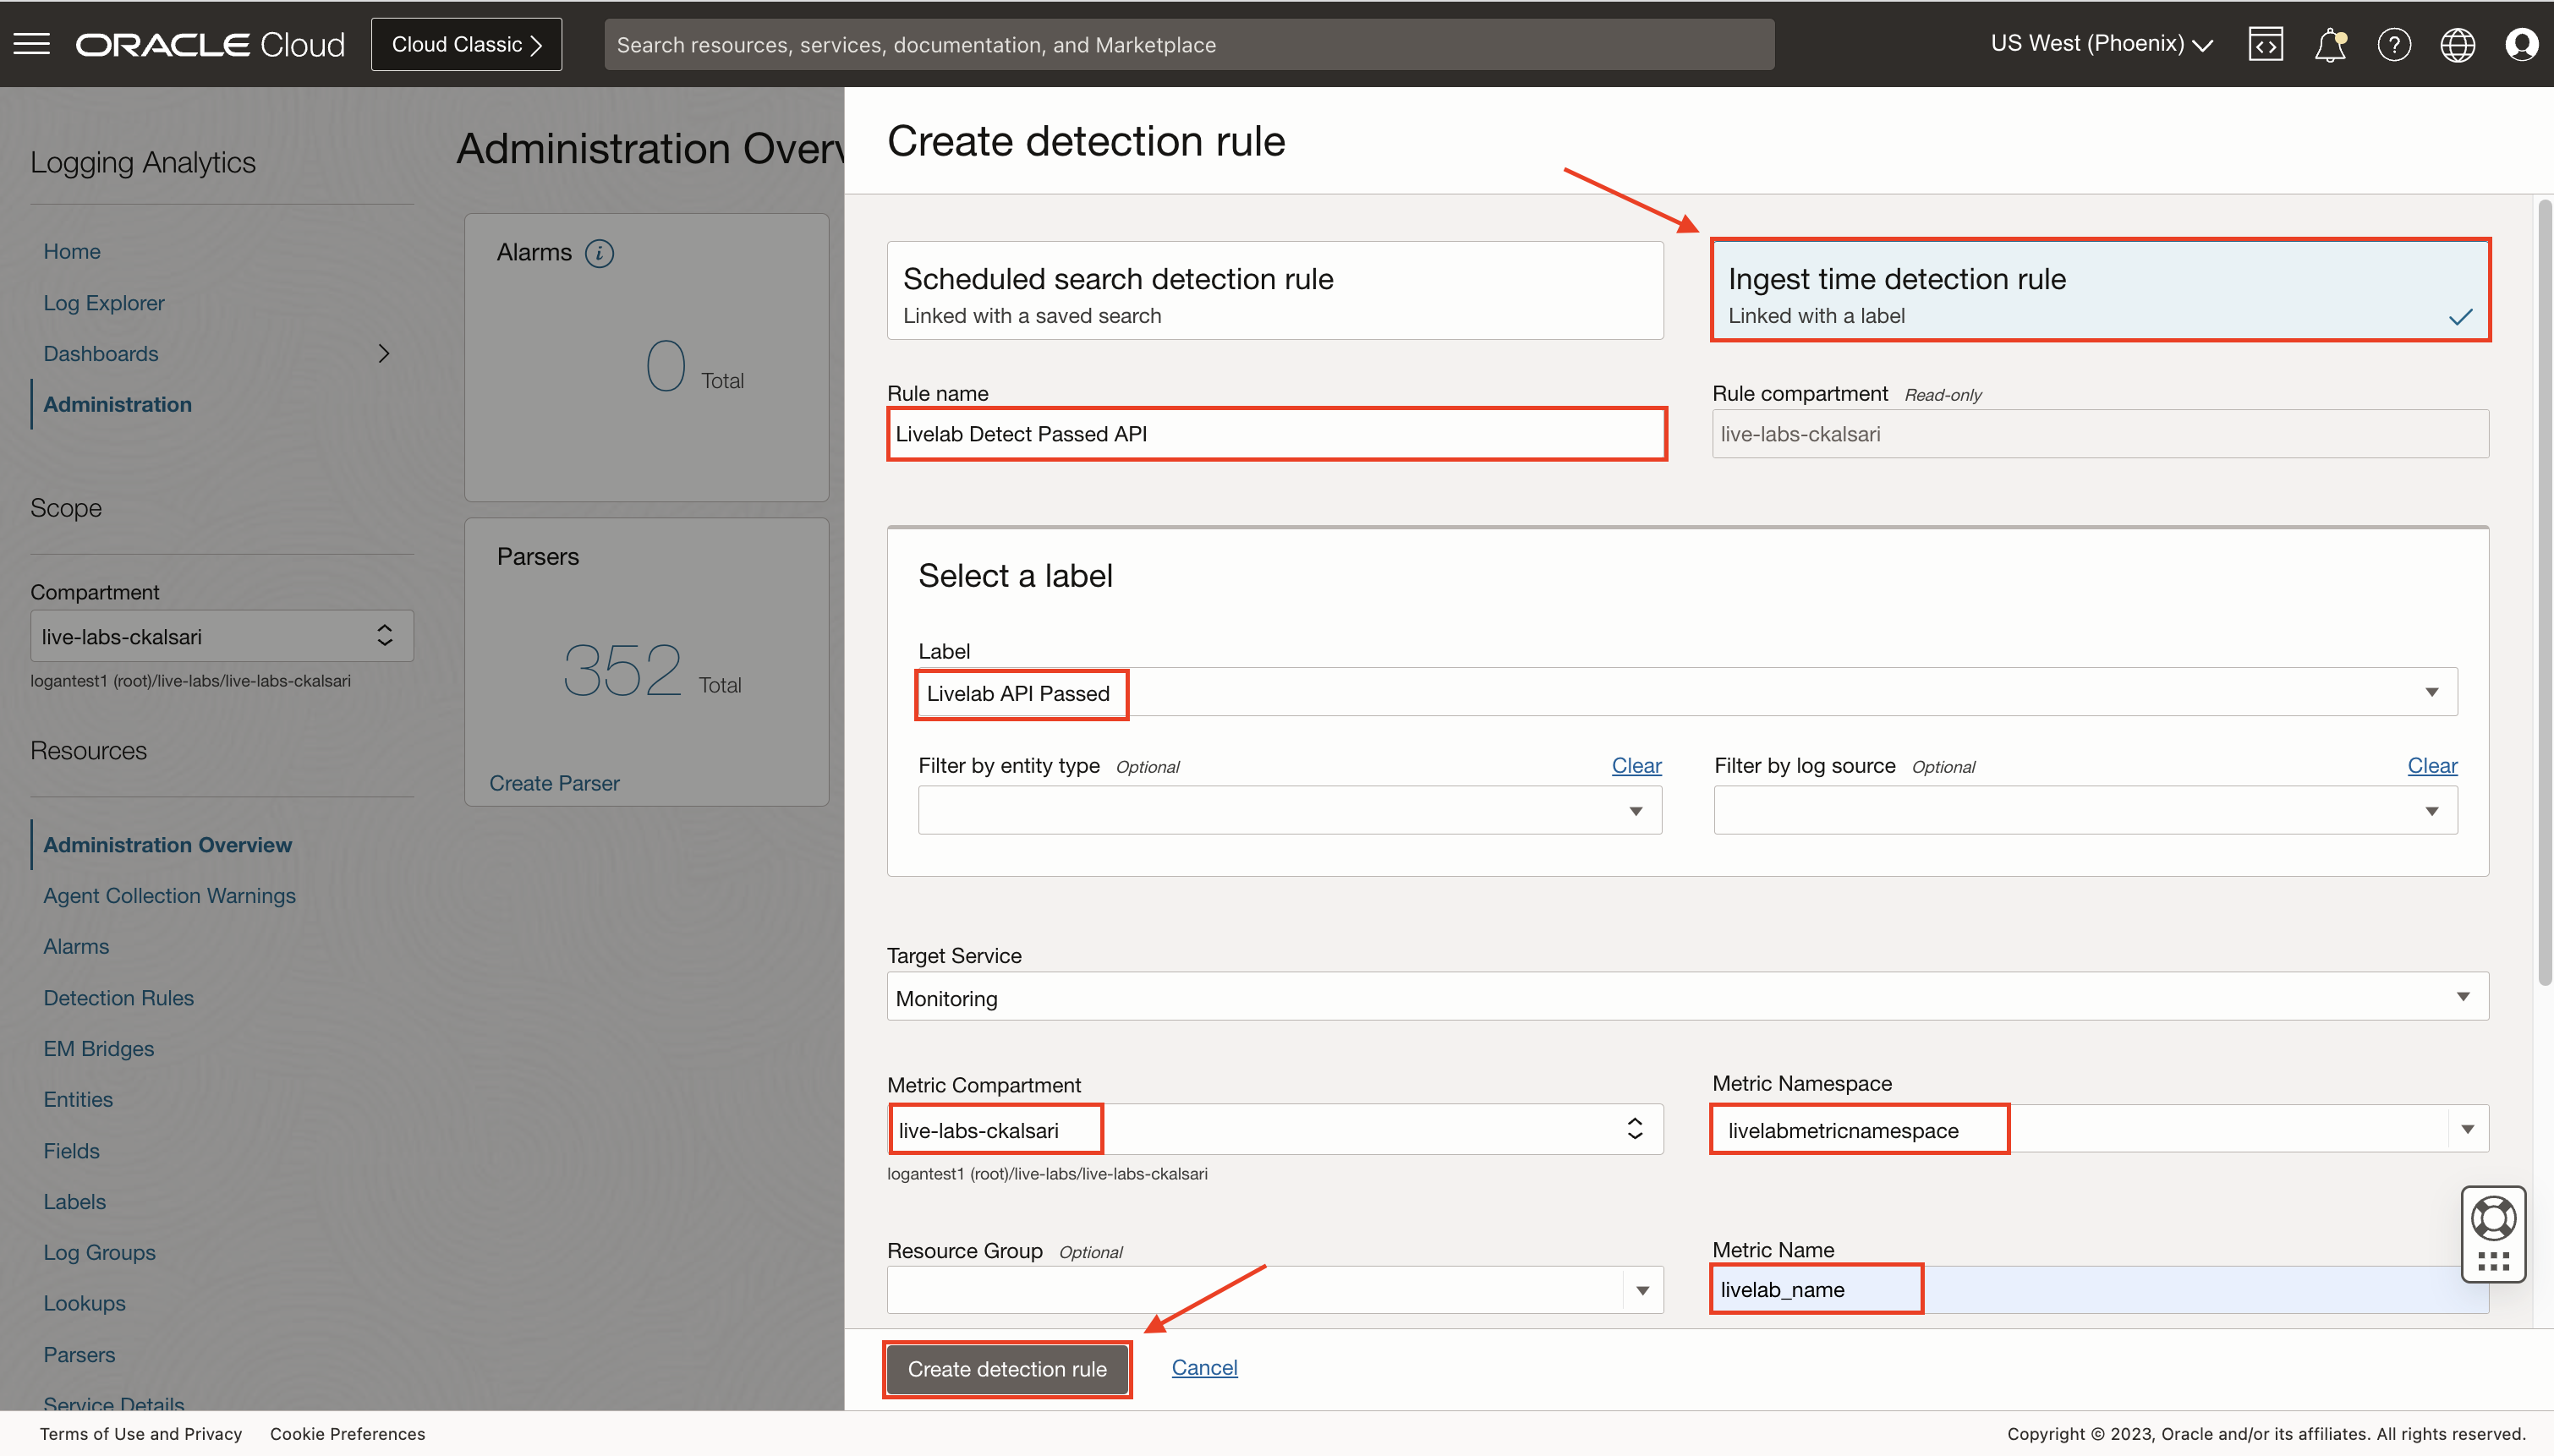 ORACLE Cloud
Cloud Classic
Search resources, services, documentation, and Marketplace
US West (Phoenix)
Logging Analytics
Home
Log Explorer
Dashboards
Administration
Scope
Compartment
live-labs-ckalsari
logantest1 (root)/live-labs/live-labs-ckalsari
Resources
Administration Overview
Agent Collection Warnings
Alarms
Detection Rules
EM Bridges
Entities
Fields
Labels
Log Groups
Lookups
Parsers
Service Details
Administration Overv
Alarms
0 Total
Parsers
352 Total
Create Parser
Create detection rule
Scheduled search detection rule
Linked with a saved search
Ingest time detection rule
Linked with a label
Rule name
Livelab Detect Passed API
Rule compartment Read-only
live-labs-ckalsari
Select a label
Label
Livelab API Passed
Filter by entity type Optional Clear
Filter by log source Optional Clear
Target Service
Monitoring
Metric Compartment
live-labs-ckalsari
logantest1 (root)/live-labs/live-labs-ckalsari
Metric Namespace
livelabmetricnamespace
Resource Group Optional
Metric Name
livelab_name
Create detection rule
Cancel
Terms of Use and Privacy
Cookie Preferences
Copyright © 2023, Oracle and/or its affiliates. All rights reserved.